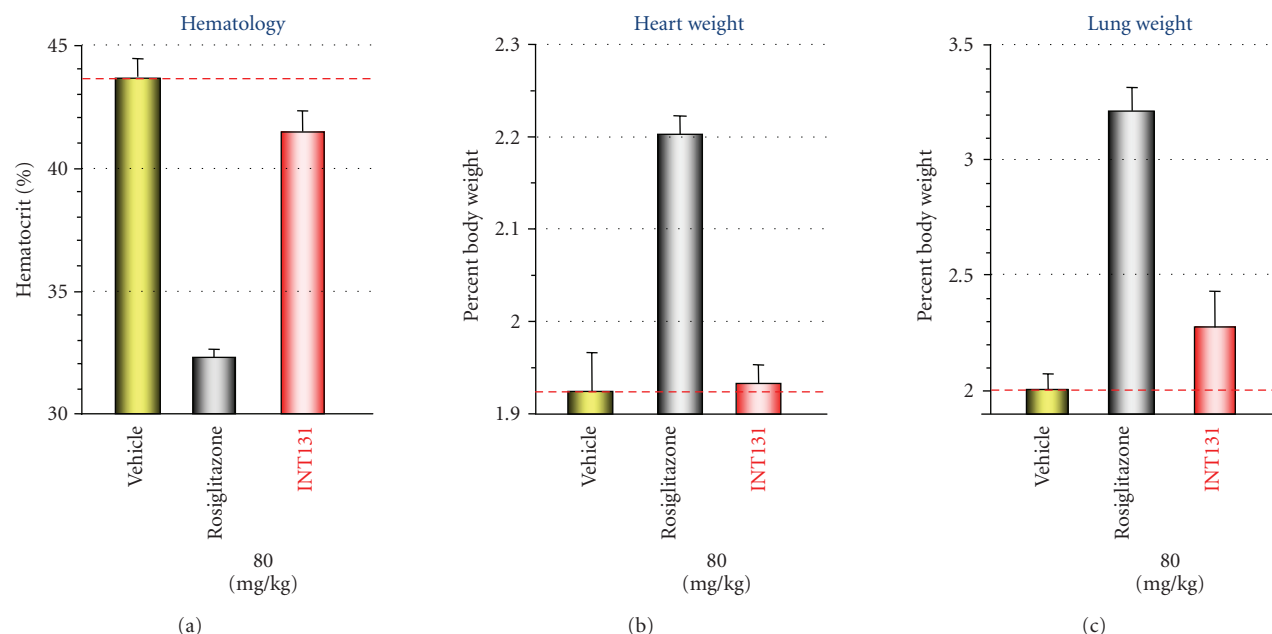 Hematology
45
40
35
30
Hematocrit (%)
Vehicle
Rosiglitazone
INT131
80
(mg/kg)
(a)
Heart weight
2.3
2.2
2.1
2
1.9
Percent body weight
Vehicle
Rosiglitazone
INT131
80
(mg/kg)
(b)
Lung weight
3.5
3
2.5
2
Percent body weight
Vehicle
Rosiglitazone
INT131
80
(mg/kg)
(c)